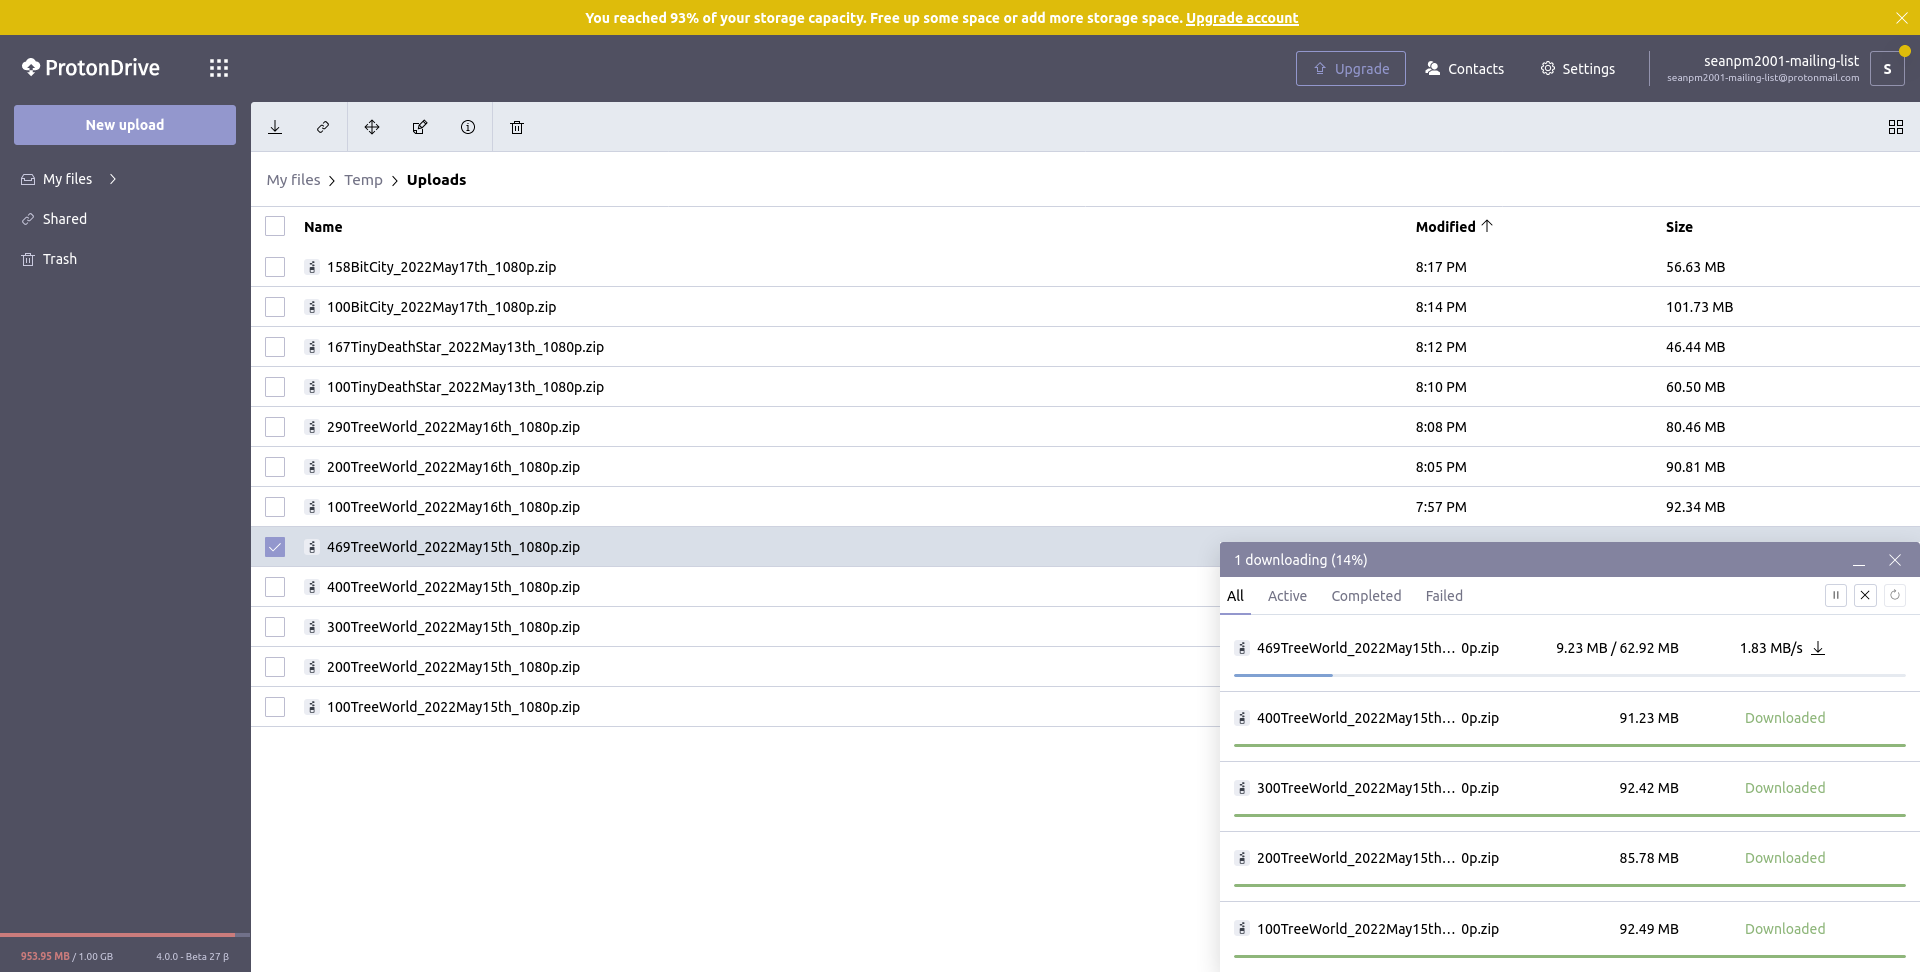 You reached 93% of your storage capacity. Free up some space or add more storage space. Upgrade account
ProtonDrive
Upgrade
Contacts
Settings
seanpm2001-mailing-list
seanpm2001-mailing-list@protonmail.com
S
New upload
My files
Shared
Trash
My files > Temp > Uploads
Name Modified Size
158BitCity_2022May17th_1080p.zip 8:17 PM 56.63 MB
100BitCity_2022May17th_1080p.zip 8:14 PM 101.73 MB
167TinyDeathStar_2022May13th_1080p.zip 8:12 PM 46.44 MB
100TinyDeathStar_2022May13th_1080p.zip 8:10 PM 60.50 MB
290TreeWorld_2022May16th_1080p.zip 8:08 PM 80.46 MB
200TreeWorld_2022May16th_1080p.zip 8:05 PM 90.81 MB
100TreeWorld_2022May16th_1080p.zip 7:57 PM 92.34 MB
469TreeWorld_2022May15th_1080p.zip
400TreeWorld_2022May15th_1080p.zip
300TreeWorld_2022May15th_1080p.zip
200TreeWorld_2022May15th_1080p.zip
100TreeWorld_2022May15th_1080p.zip
1 downloading (14%)
All Active Completed Failed
469TreeWorld_2022May15th... 0p.zip 9.23 MB / 62.92 MB 1.83 MB/s
400TreeWorld_2022May15th... 0p.zip 91.23 MB Downloaded
300TreeWorld_2022May15th... 0p.zip 92.42 MB Downloaded
200TreeWorld_2022May15th... 0p.zip 85.78 MB Downloaded
100TreeWorld_2022May15th... 0p.zip 92.49 MB Downloaded
953.95 MB / 1.00 GB 4.0.0 - Beta 27 β